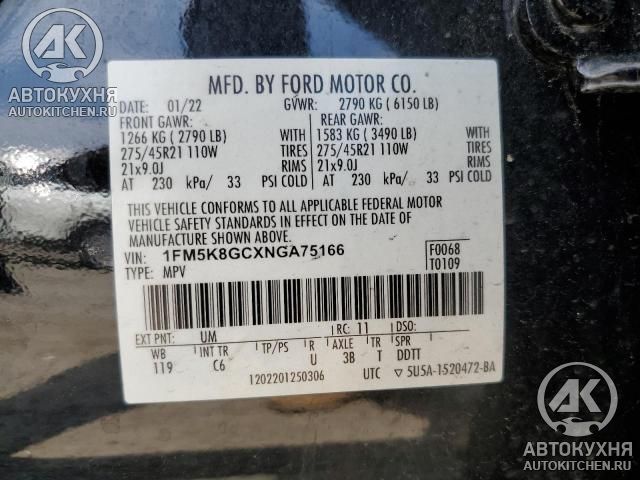 АК
АВТОКУХНЯ
AUTOKITCHEN.RU
MFD. BY FORD MOTOR CO.
DATE: 01/22 GVWR: 2790 KG ( 6150 LB)
FRONT GAWR: REAR GAWR:
1266 KG ( 2790 LB) WITH 1583 KG ( 3490 LB) WITH
275/45R21 110W TIRES 275/45R21 110W TIRES
21x9.0J RIMS 21x9.0J RIMS
AT 230 kPa/ 33 PSI COLD AT 230 kPa/ 33 PSI COLD
THIS VEHICLE CONFORMS TO ALL APPLICABLE FEDERAL MOTOR
VEHICLE SAFETY STANDARDS IN EFFECT ON THE DATE OF
MANUFACTURE SHOWN ABOVE.
VIN: 1FM5K8GCXNGA75166 F0068
TYPE: MPV T0109
EXT PNT: UM RC: 11 DSO:
WB INT TR TP/PS R AXLE TR SPR
119 C6 U 3B T DDTT
1202201250306 UTC ▽ 5U5A-1520472-BA
АК
АВТОКУХНЯ
AUTOKITCHEN.RU